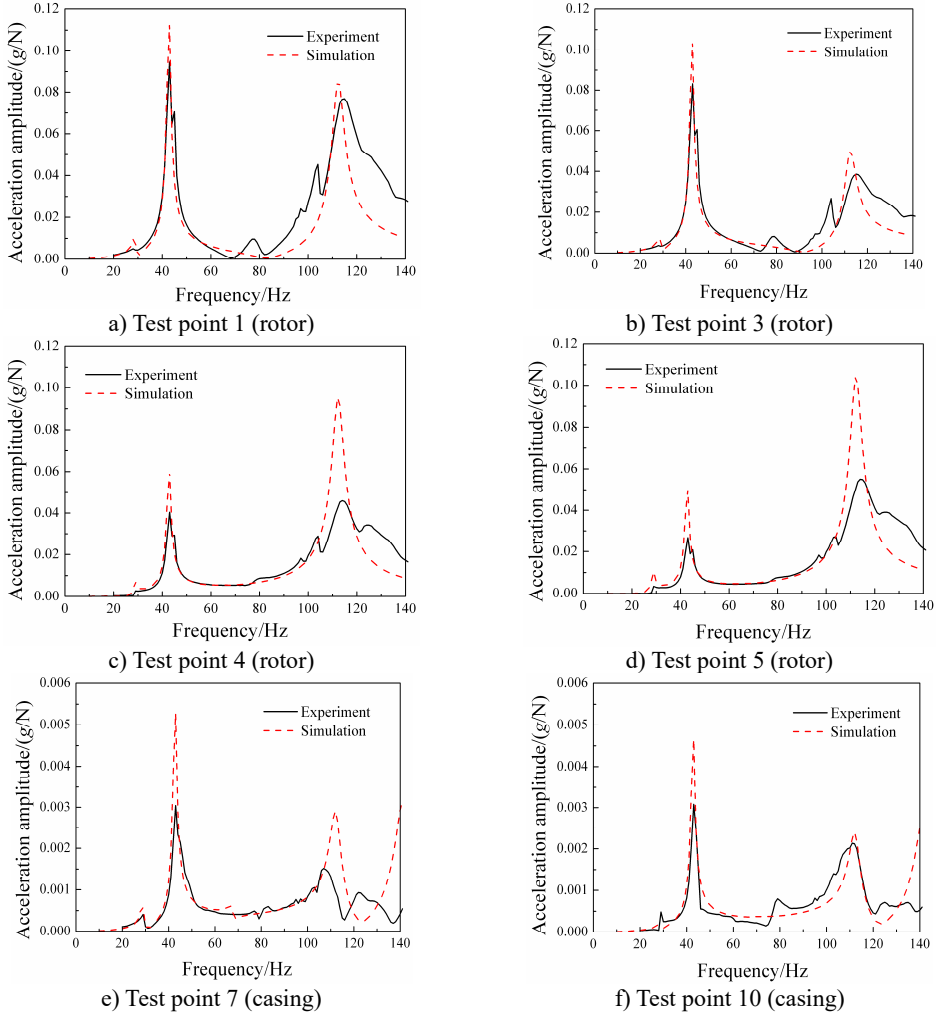 Acceleration amplitude/(g/N)
0.12
0.10
0.08
0.06
0.04
0.02
0.00
Experiment
Simulation
0 20 40 60 80 100 120 140
Frequency/Hz
a) Test point 1 (rotor)
Acceleration amplitude/(g/N)
0.12
0.10
0.08
0.06
0.04
0.02
0.00
Experiment
Simulation
0 20 40 60 80 100 120 140
Frequency/Hz
b) Test point 3 (rotor)
Acceleration amplitude/(g/N)
0.12
0.10
0.08
0.06
0.04
0.02
0.00
Experiment
Simulation
0 20 40 60 80 100 120 140
Frequency/Hz
c) Test point 4 (rotor)
Acceleration amplitude/(g/N)
0.12
0.10
0.08
0.06
0.04
0.02
0.00
Experiment
Simulation
0 20 40 60 80 100 120 140
Frequency/Hz
d) Test point 5 (rotor)
Acceleration amplitude/(g/N)
0.006
0.005
0.004
0.003
0.002
0.001
0.000
Experiment
Simulation
0 20 40 60 80 100 120 140
Frequency/Hz
e) Test point 7 (casing)
Acceleration amplitude/(g/N)
0.006
0.005
0.004
0.003
0.002
0.001
0.000
Experiment
Simulation
0 20 40 60 80 100 120 140
Frequency/Hz
f) Test point 10 (casing)